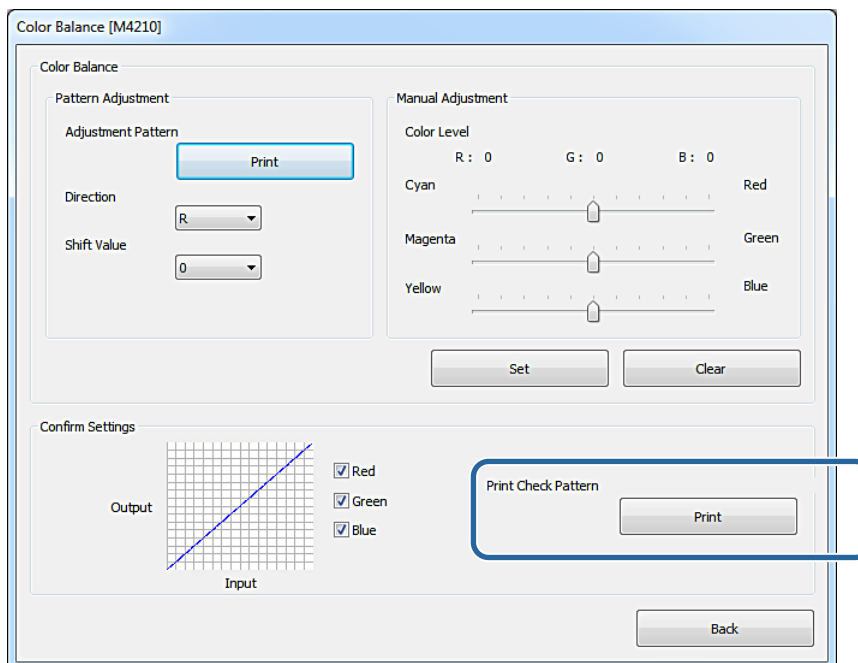 Color Balance [M4210]
Color Balance
Pattern Adjustment
Adjustment Pattern
Print
Direction
R
Shift Value
0
Manual Adjustment
Color Level
R: 0 G: 0 B: 0
Cyan Red
Magenta Green
Yellow Blue
Set Clear
Confirm Settings
Output
Input
Red
Green
Blue
Print Check Pattern
Print
Back